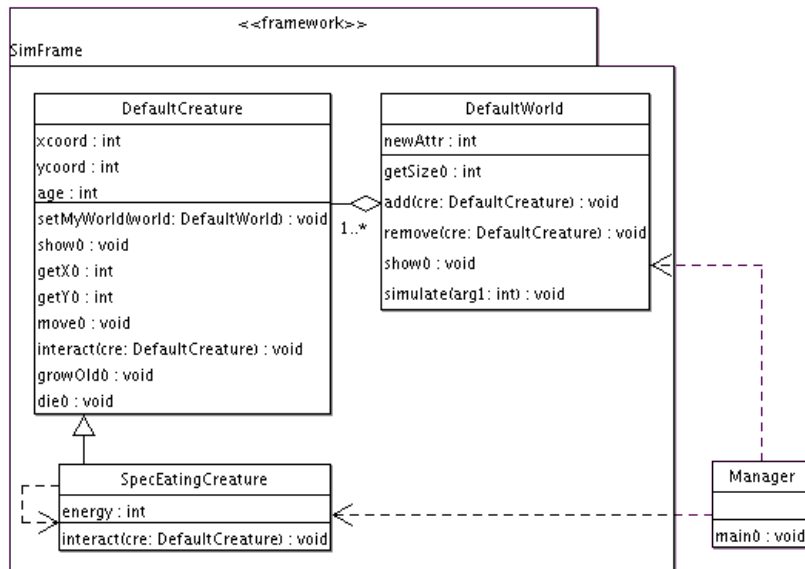 <<framework>>
SimFrame
DefaultCreature
xcoord : int
ycoord : int
age : int
setMyWorld(world: DefaultWorld) : void
show() : void
getX() : int
getY() : int
move() : void
interact(cre: DefaultCreature) : void
growOld() : void
die() : void
1..*
DefaultWorld
newAttr : int
getSize() : int
add(cre: DefaultCreature) : void
remove(cre: DefaultCreature) : void
show() : void
simulate(arg1: int) : void
SpecEatingCreature
energy : int
interact(cre: DefaultCreature) : void
Manager
main() : void